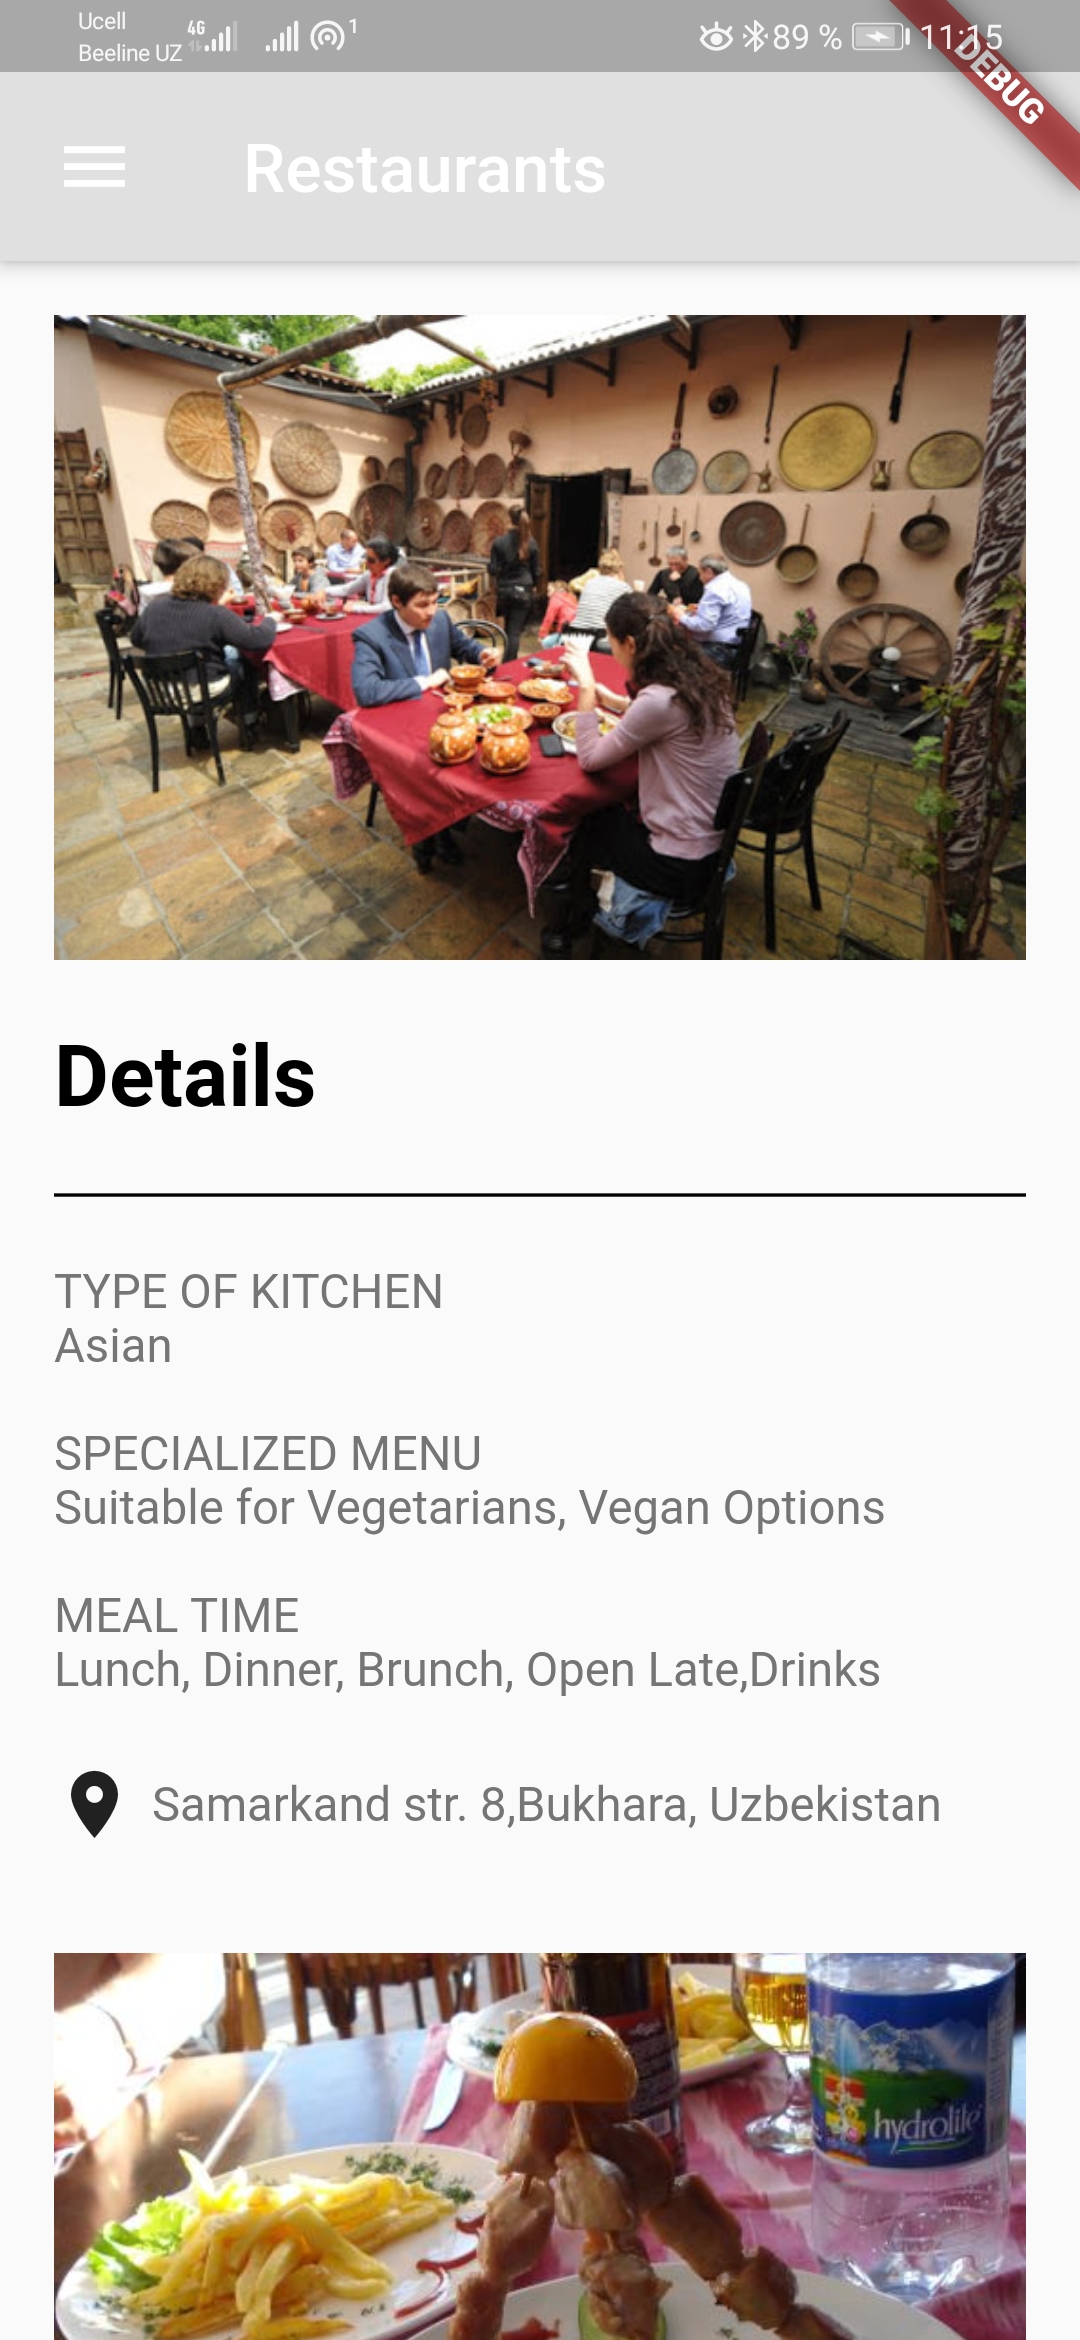 Ucell
Beeline UZ
4G
1
89 %
11:15
DEBUG
Restaurants
Details
TYPE OF KITCHEN
Asian
SPECIALIZED MENU
Suitable for Vegetarians, Vegan Options
MEAL TIME
Lunch, Dinner, Brunch, Open Late,Drinks
Samarkand str. 8,Bukhara, Uzbekistan
hydrolife